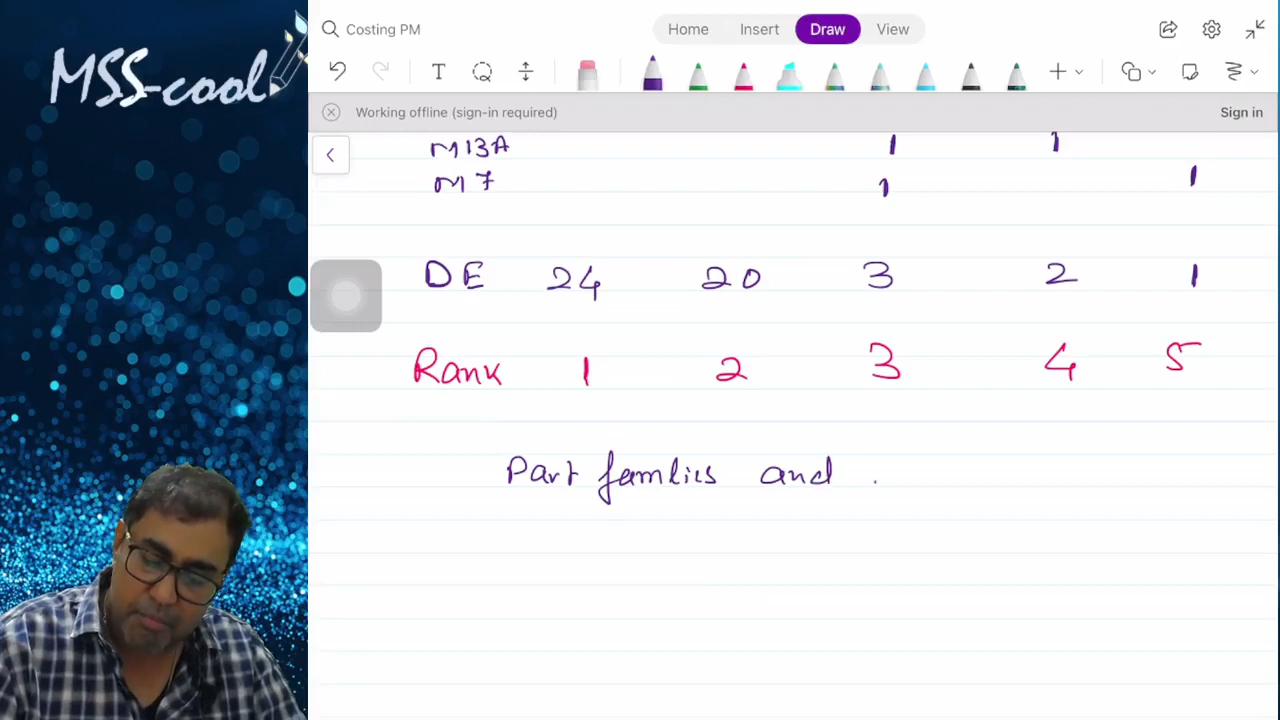 MSS-cool
Costing PM
Home Insert Draw View
Working offline (sign-in required) Sign in
M13A 1 1
M7 1 1
DE 24 20 3 2 1
Rank 1 2 3 4 5
Part famlies and .